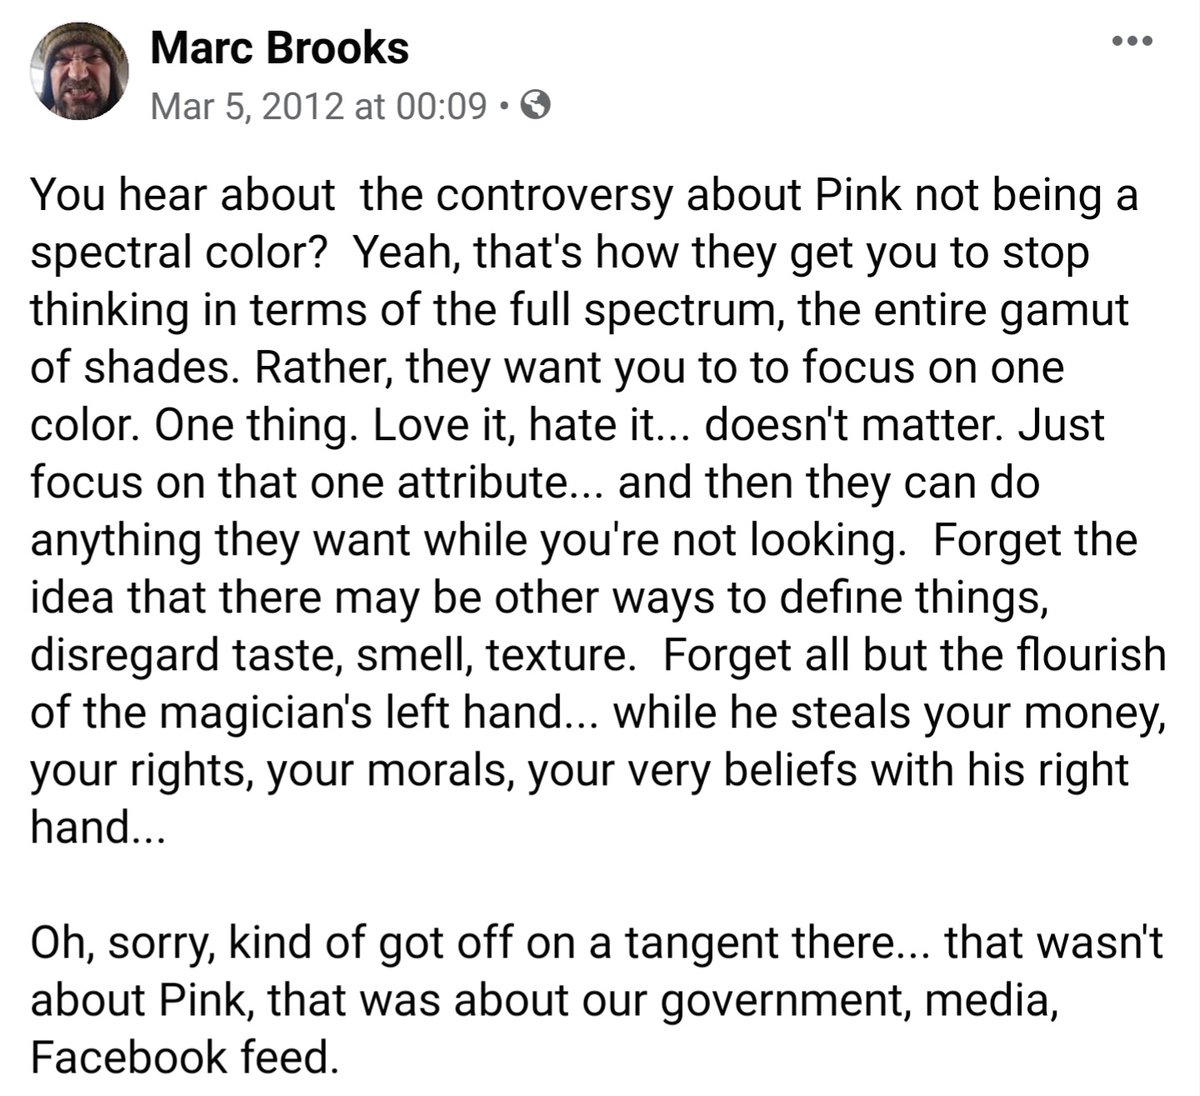 Marc Brooks
Mar 5, 2012 at 00:09 •
You hear about  the controversy about Pink not being a
spectral color?  Yeah, that's how they get you to stop
thinking in terms of the full spectrum, the entire gamut
of shades. Rather, they want you to to focus on one
color. One thing. Love it, hate it... doesn't matter. Just
focus on that one attribute... and then they can do
anything they want while you're not looking.  Forget the
idea that there may be other ways to define things,
disregard taste, smell, texture.  Forget all but the flourish
of the magician's left hand... while he steals your money,
your rights, your morals, your very beliefs with his right
hand...
Oh, sorry, kind of got off on a tangent there... that wasn't
about Pink, that was about our government, media,
Facebook feed.